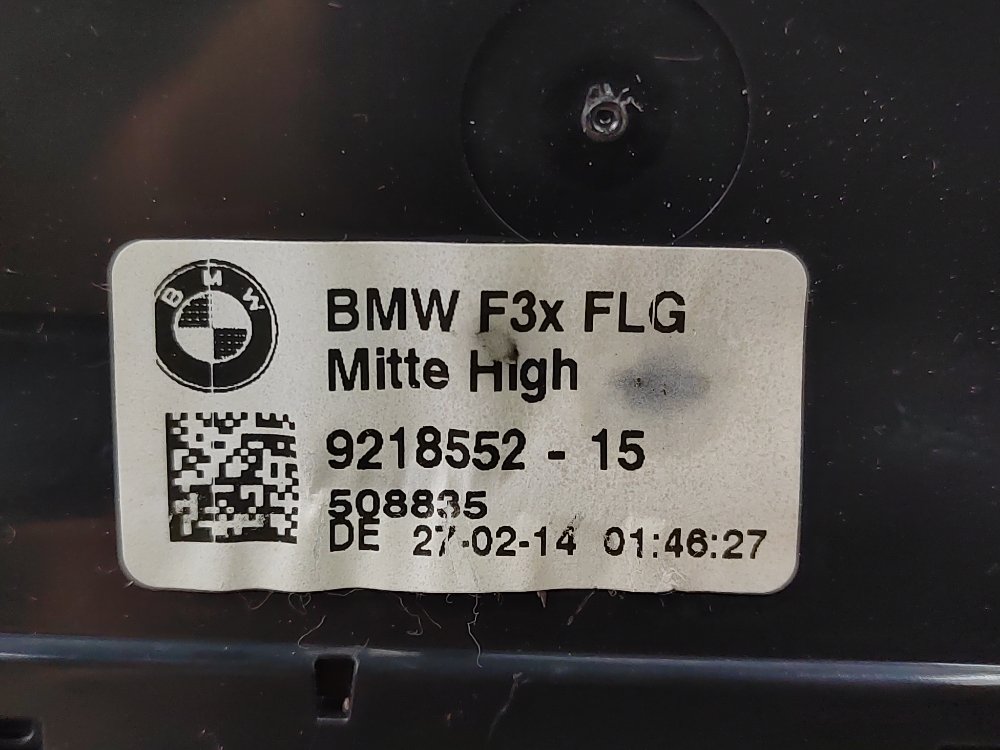 BMW
BMW F3x FLG
Mitte High
9218552 - 15
508835
DE 27-02-14 01:46:27